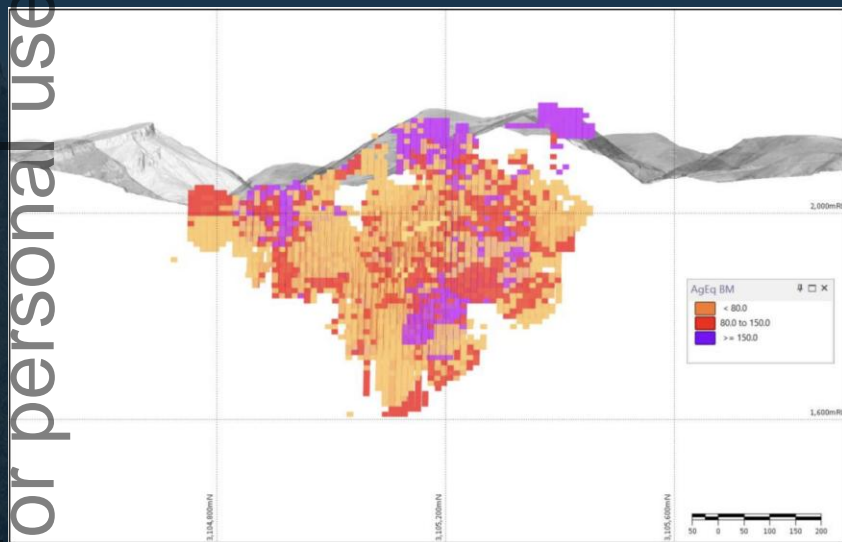 or personal use
2,000mRl
AgEq BM
< 80.0
80.0 to 150.0
>= 150.0
1,600mRl
3,104,800mN
3,105,200mN
3,105,600mN
50 0 50 100 150 200